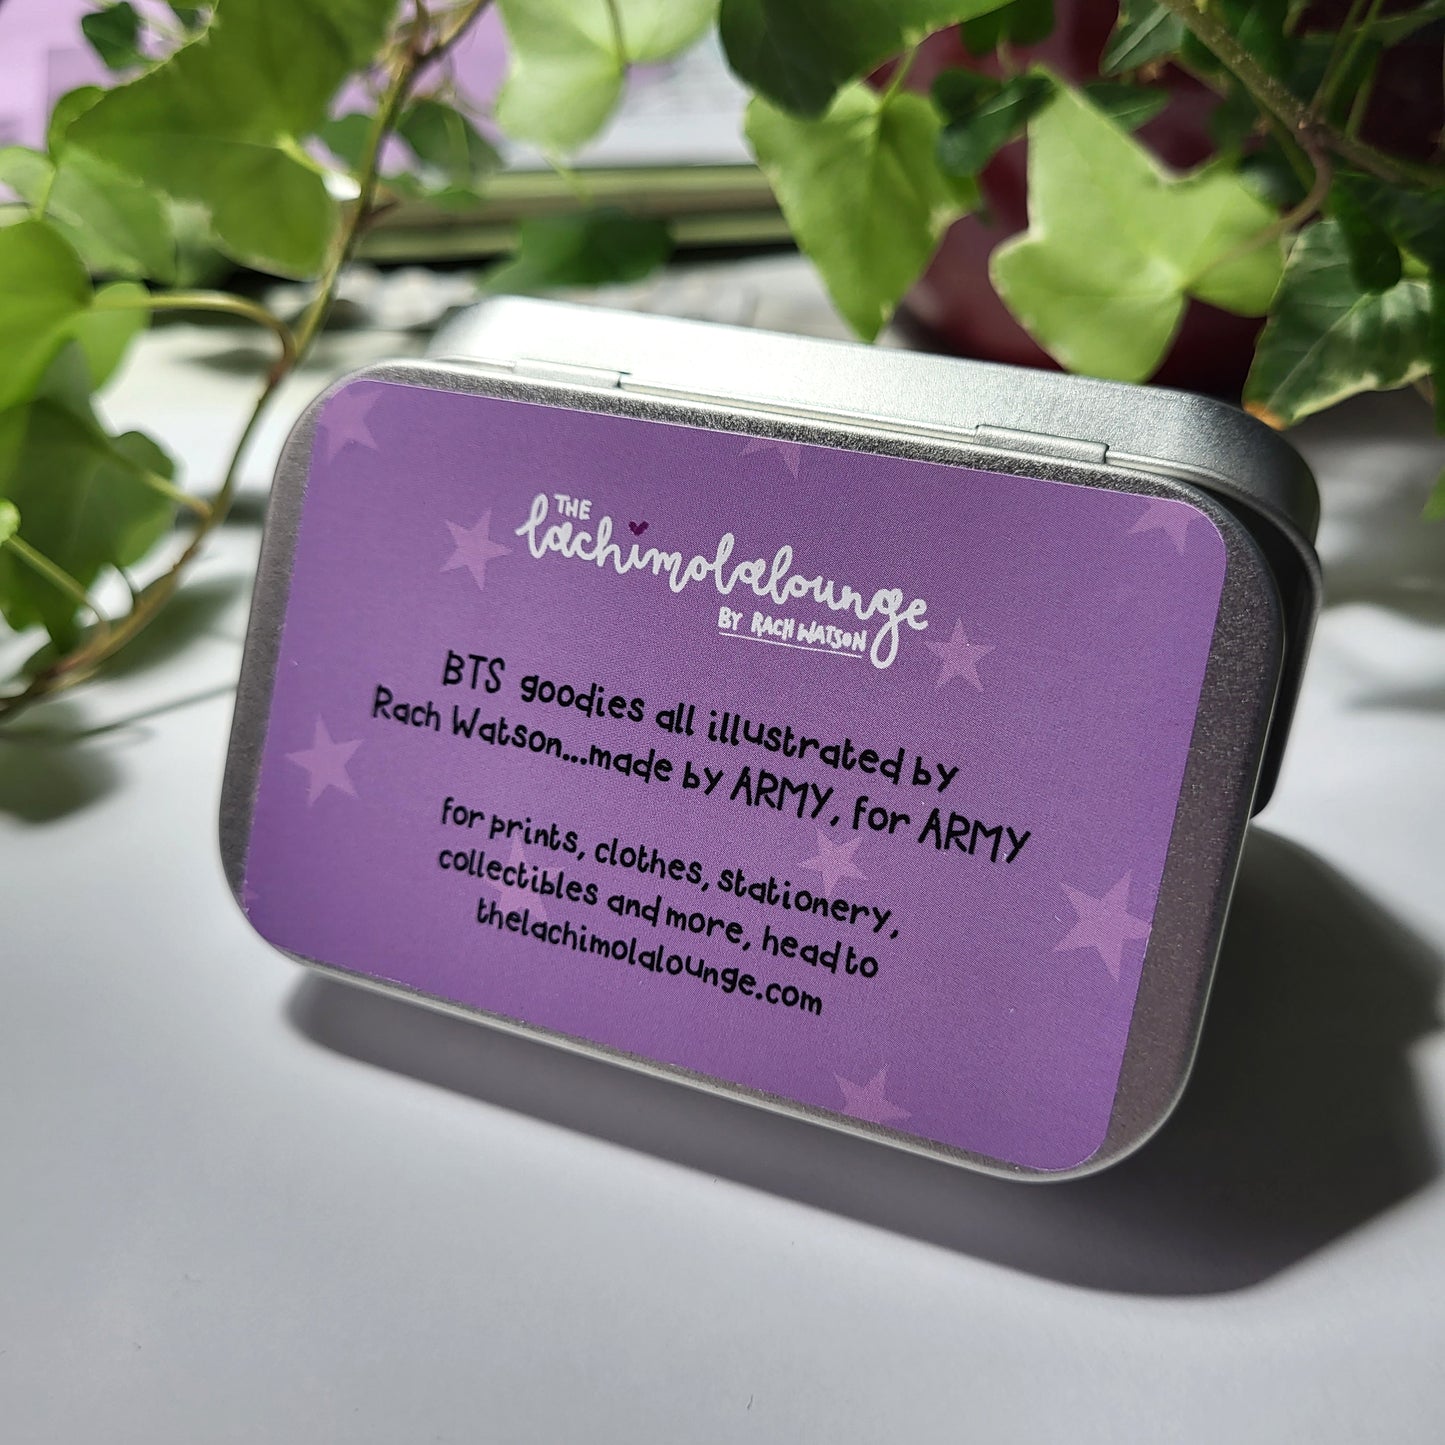 THE
lachimolalounge
BY RACH WATSON
BTS goodies all illustrated by
Rach Watson...made by ARMY, for ARMY
for prints, clothes, stationery,
collectibles and more, head to
thelachimolalounge.com